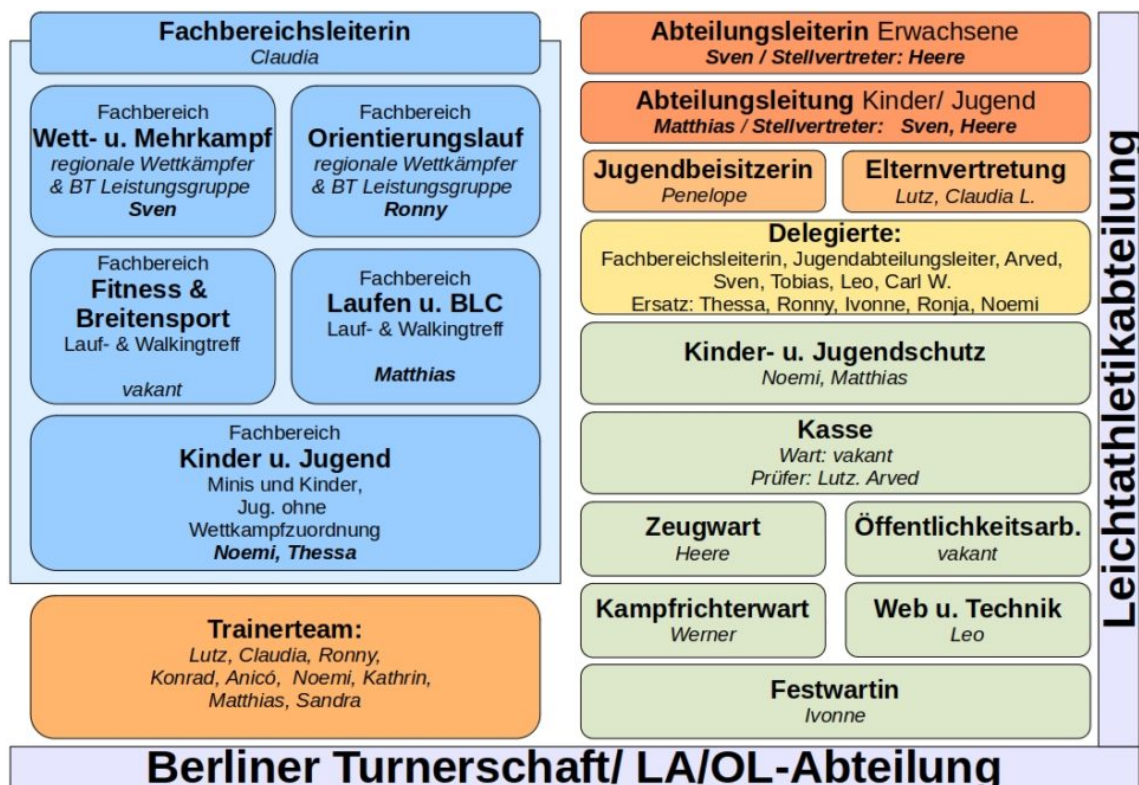 Fachbereichsleiterin
Claudia
Fachbereich
Wett- u. Mehrkampf
regionale Wettkämpfer
& BT Leistungsgruppe
Sven
Fachbereich
Orientierungslauf
regionale Wettkämpfer
& BT Leistungsgruppe
Ronny
Fachbereich
Fitness &
Breitensport
Lauf- & Walkingtreff
vakant
Fachbereich
Laufen u. BLC
Lauf- & Walkingtreff
Matthias
Fachbereich
Kinder u. Jugend
Minis und Kinder,
Jug. ohne
Wettkampfzuordnung
Noemi, Thessa
Trainerteam:
Lutz, Claudia, Ronny,
Konrad, Anicó, Noemi, Kathrin,
Matthias, Sandra
Abteilungsleiterin Erwachsene
Sven / Stellvertreter: Heere
Abteilungsleitung Kinder/ Jugend
Matthias / Stellvertreter: Sven, Heere
Jugendbeisitzerin
Penelope
Elternvertretung
Lutz, Claudia L.
Delegierte:
Fachbereichsleiterin, Jugendabteilungsleiter, Arved,
Sven, Tobias, Leo, Carl W.
Ersatz: Thessa, Ronny, Ivonne, Ronja, Noemi
Kinder- u. Jugendschutz
Noemi, Matthias
Kasse
Wart: vakant
Prüfer: Lutz. Arved
Zeugwart
Heere
Öffentlichkeitsarb.
vakant
Kampfrichterwart
Werner
Web u. Technik
Leo
Festwartin
Ivonne
Leichtathletikabteilung
Berliner Turnerschaft/ LA/OL-Abteilung